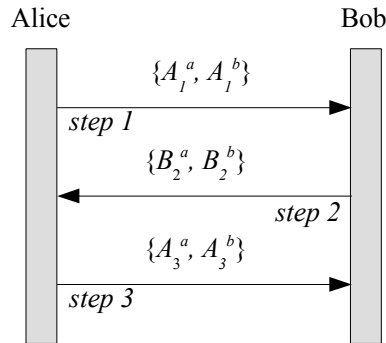 Alice Bob
{A₁ᵃ, A₁ᵇ}
step 1
{B₂ᵃ, B₂ᵇ}
step 2
{A₃ᵃ, A₃ᵇ}
step 3